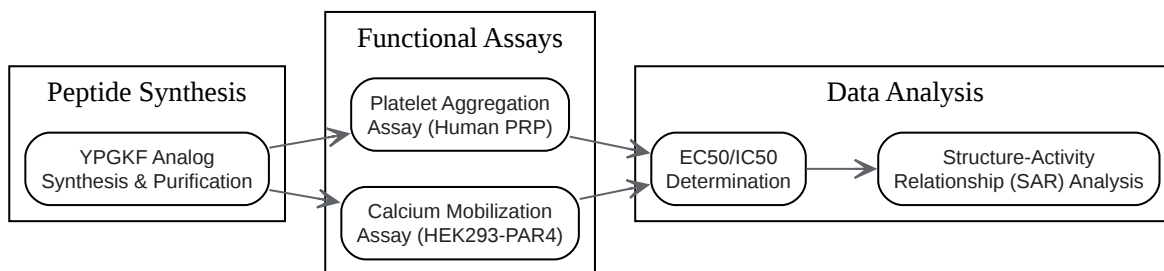 Peptide Synthesis
YPGKF Analog
Synthesis & Purification
Functional Assays
Platelet Aggregation
Assay (Human PRP)
Calcium Mobilization
Assay (HEK293-PAR4)
Data Analysis
EC50/IC50
Determination
Structure-Activity
Relationship (SAR) Analysis